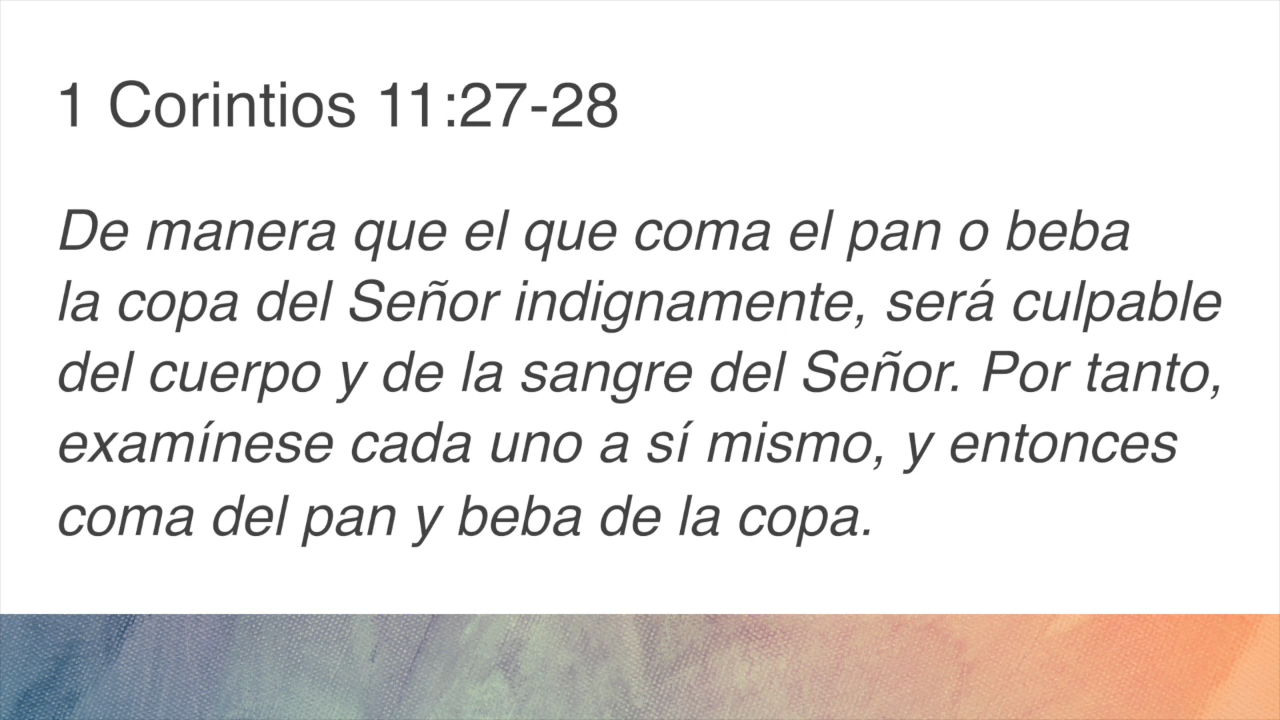 1 Corintios 11:27-28
De manera que el que coma el pan o beba
la copa del Señor indignamente, será culpable
del cuerpo y de la sangre del Señor. Por tanto,
examínese cada uno a sí mismo, y entonces
coma del pan y beba de la copa.